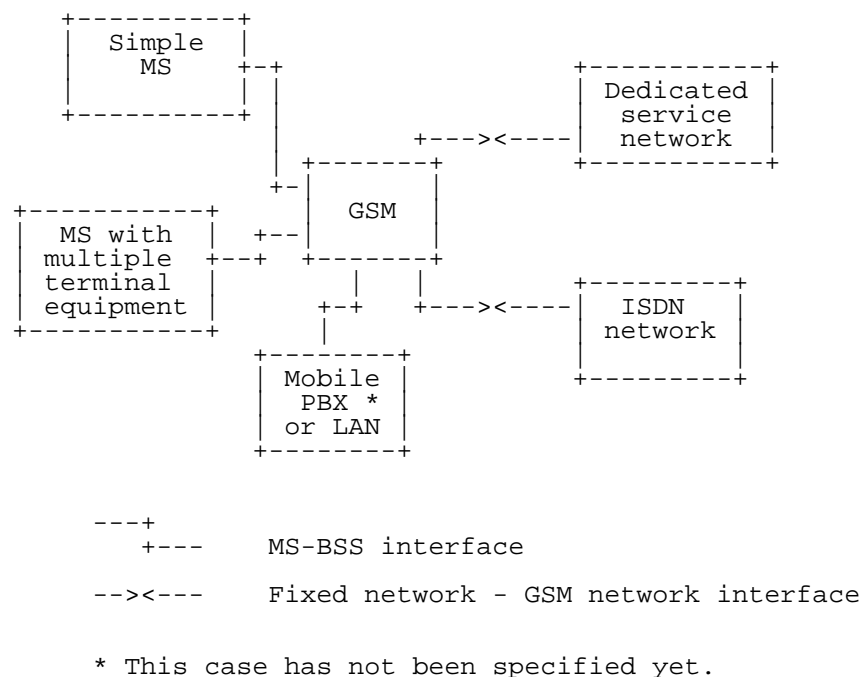 Simple
MS
Dedicated
service
network
GSM
MS with
multiple
terminal
equipment
ISDN
network
Mobile
PBX *
or LAN
MS-BSS interface
Fixed network - GSM network interface
* This case has not been specified yet.